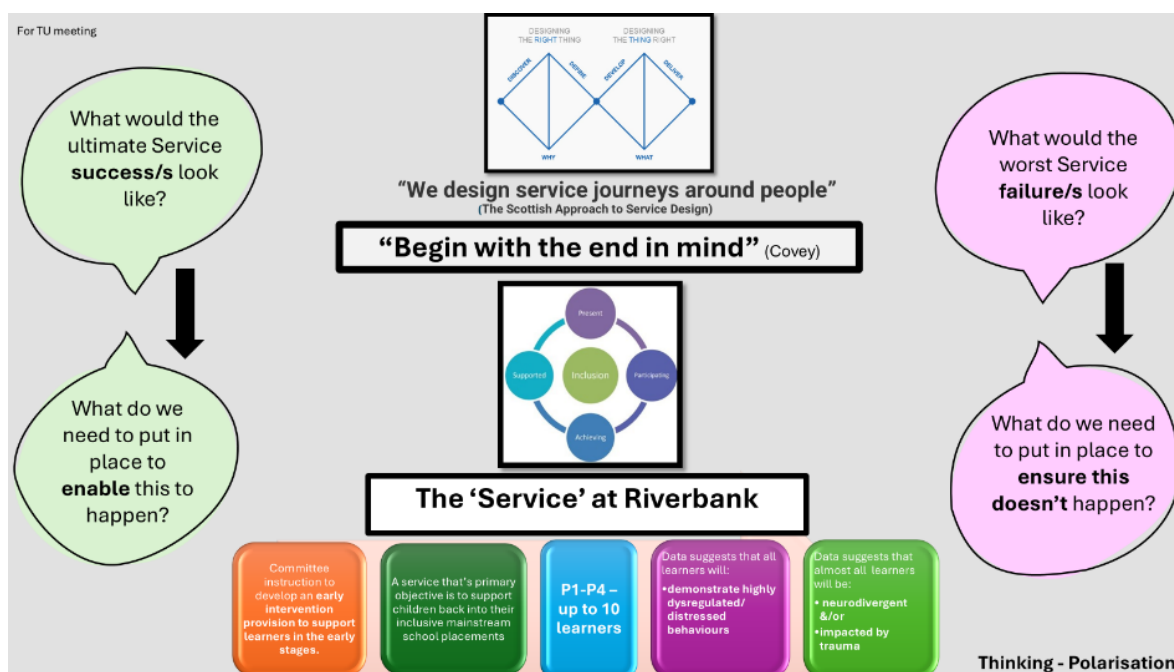 For TU meeting
DESIGNING
THE RIGHT THING
DESIGNING
THE THING RIGHT
DISCOVER
DEFINE
DEVELOP
DELIVER
WHY
WHAT
“We design service journeys around people”
(The Scottish Approach to Service Design)
“Begin with the end in mind” (Covey)
What would the
ultimate Service
success/s look
like?
What do we
need to put in
place to
enable this to
happen?
What would the
worst Service
failure/s look
like?
What do we need
to put in place to
ensure this
doesn’t happen?
Present
Supported
Inclusion
Participating
Achieving
The ‘Service’ at Riverbank
Committee
instruction to
develop an early
intervention
provision to support
learners in the early
stages.
A service that's primary
objective is to support
children back into their
inclusive mainstream
school placements
P1-P4 –
up to 10
learners
Data suggests that all
learners will:
•demonstrate highly
dysregulated/
distressed
behaviours
Data suggests that
almost all learners
will be:
• neurodivergent
&/or
• impacted by
trauma
Thinking - Polarisation